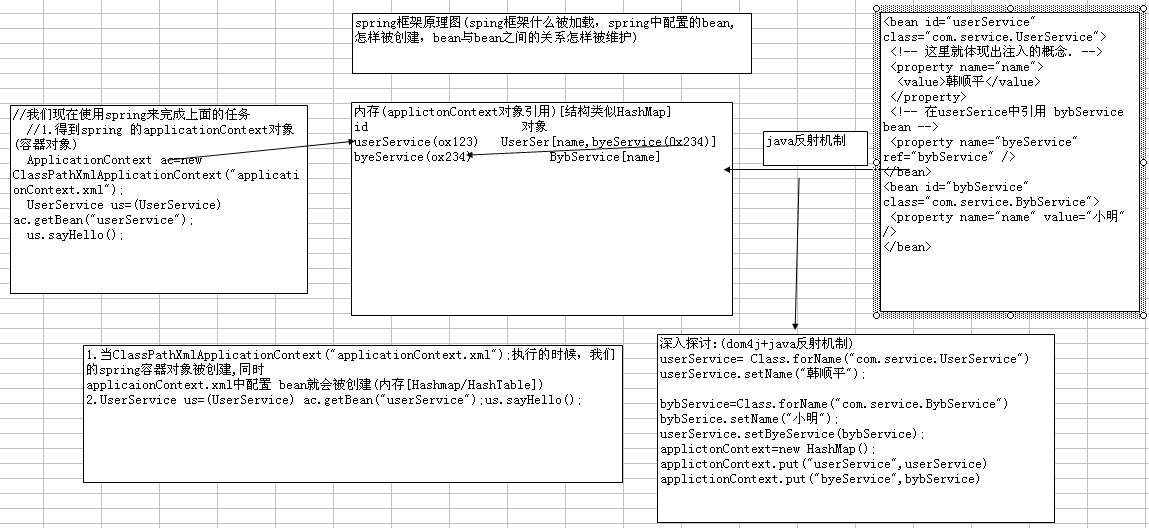 spring框架原理图(sping框架什么被加载，spring中配置的bean,
怎样被创建，bean与bean之间的关系怎样被维护)
<bean id="userService"
class="com.service.UserService">
<!-- 这里就体现出注入的概念. -->
<property name="name">
<value>韩顺平</value>
</property>
<!-- 在userSerice中引用 bybService
bean -->
<property name="byeService"
ref="bybService" />
</bean>
<bean id="bybService"
class="com.service.BybService">
<property name="name" value="小明"
/>
</bean>
//我们现在使用spring来完成上面的任务
//1.得到spring 的applicationContext对象
(容器对象)
ApplicationContext ac=new
ClassPathXmlApplicationContext("applicati
onContext.xml");
UserService us=(UserService)
ac.getBean("userService");
us.sayHello();
内存(applictonContext对象引用)[结构类似HashMap]
id 对象
userService(ox123) UserSer[name,byeService(0x234)]
byeService(ox234) BybService[name]
java反射机制
1.当ClassPathXmlApplicationContext("applicationContext.xml");执行的时候，我们
的spring容器对象被创建,同时
applicaionContext.xml中配置 bean就会被创建(内存[Hashmap/HashTable])
2.UserService us=(UserService) ac.getBean("userService");us.sayHello();
深入探讨:(dom4j+java反射机制)
userService= Class.forName("com.service.UserService")
userService.setName("韩顺平");
bybService=Class.forName("com.service.BybService")
bybSerice.setName("小明");
userService.setByeService(bybService);
applictonContext=new HashMap();
applictonContext.put("userService",userService)
applictionContext.put("byeService",bybService)